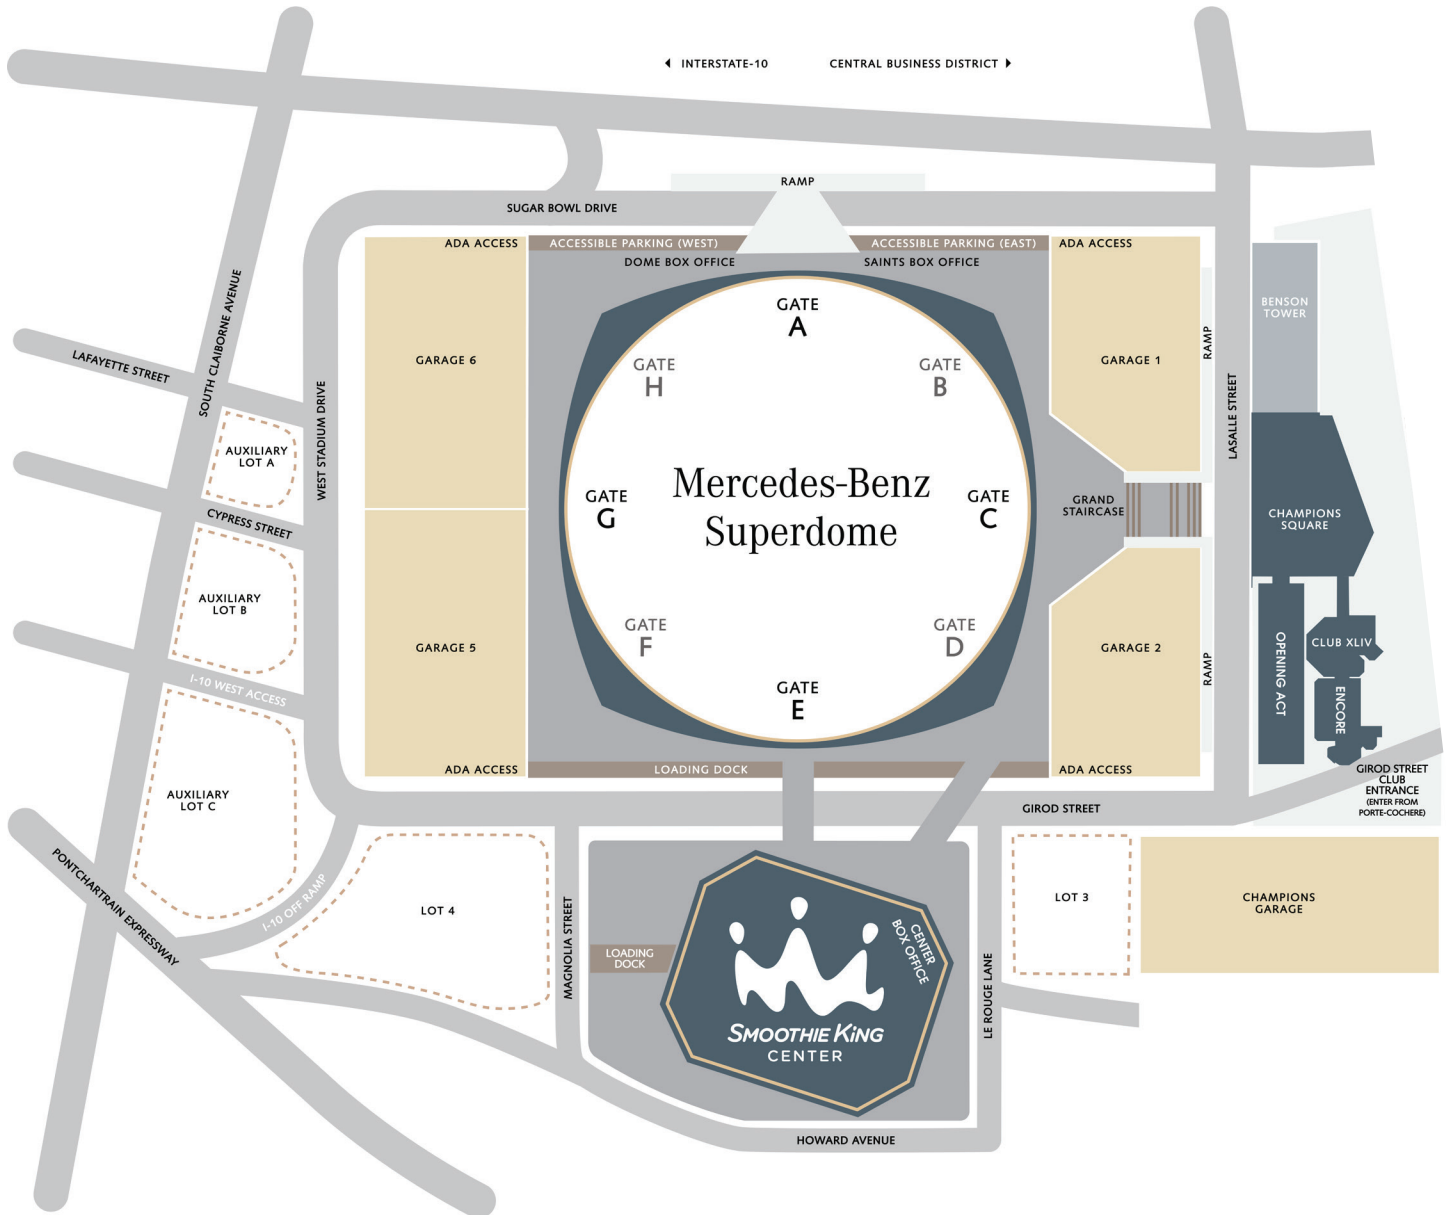 INTERSTATE-10
CENTRAL BUSINESS DISTRICT
RAMP
SUGAR BOWL DRIVE
ADA ACCESS
ACCESSIBLE PARKING (WEST)
ACCESSIBLE PARKING (EAST)
ADA ACCESS
DOME BOX OFFICE
SAINTS BOX OFFICE
GATE
A
GATE
H
GATE
B
GATE
G
GATE
C
GATE
F
GATE
D
GATE
E
Mercedes-Benz
Superdome
GARAGE 6
GARAGE 1
RAMP
BENSON
TOWER
LASALLE STREET
SOUTH CLAIBORNE AVENUE
LAFAYETTE STREET
WEST STADIUM DRIVE
AUXILIARY
LOT A
CYPRESS STREET
GRAND
STAIRCASE
CHAMPIONS
SQUARE
AUXILIARY
LOT B
GARAGE 5
GARAGE 2
RAMP
OPENING ACT
CLUB XLIV
ENCORE
I-10 WEST ACCESS
ADA ACCESS
LOADING DOCK
ADA ACCESS
GIROD STREET
CLUB
ENTRANCE
(ENTER FROM
PORTE-COCHERE)
AUXILIARY
LOT C
GIROD STREET
PONTCHARTRAIN EXPRESSWAY
I-10 OFF RAMP
LOT 4
MAGNOLIA STREET
LOADING
DOCK
CENTER
BOX OFFICE
SMOOTHIE KING
CENTER
LE ROUGE LANE
LOT 3
CHAMPIONS
GARAGE
HOWARD AVENUE